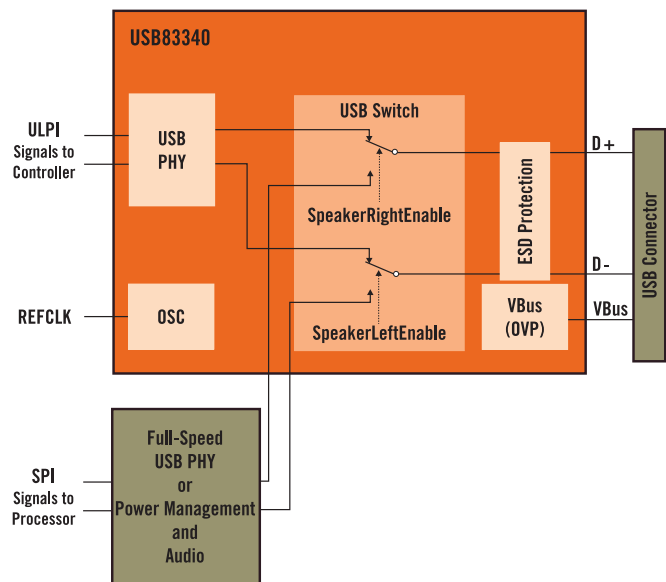 USB83340
ULPI
Signals to
Controller
USB
PHY
USB Switch
SpeakerRightEnable
SpeakerLeftEnable
ESD Protection
D+
D-
VBus
USB Connector
REFCLK
OSC
VBus
(OVP)
SPI
Signals to
Processor
Full-Speed
USB PHY
or
Power Management
and
Audio